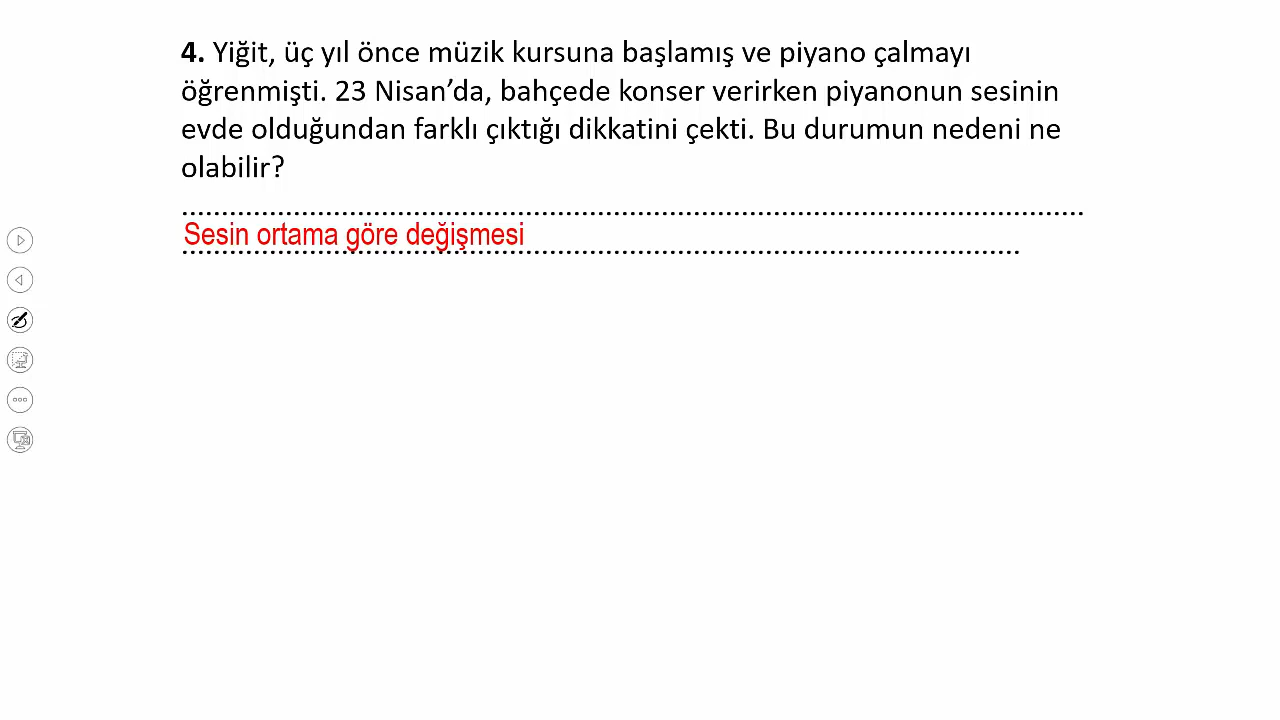 4. Yiğit, üç yıl önce müzik kursuna başlamış ve piyano çalmayı
öğrenmişti. 23 Nisan’da, bahçede konser verirken piyanonun sesinin
evde olduğundan farklı çıktığı dikkatini çekti. Bu durumun nedeni ne
olabilir?
Sesin ortama göre değişmesi